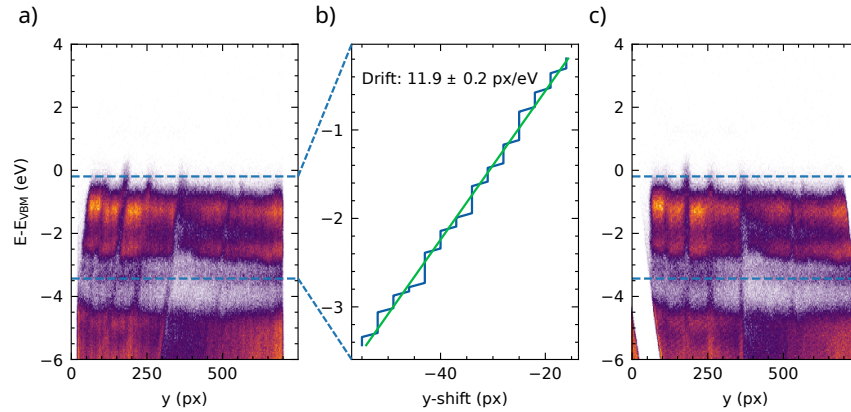 a)
b)
c)
4
2
0
−2
−4
−6
E-E_VBM (eV)
0
250
500
y (px)
Drift: 11.9 ± 0.2 px/eV
−1
−2
−3
−40
−20
y-shift (px)
4
2
0
−2
−4
−6
0
250
500
y (px)